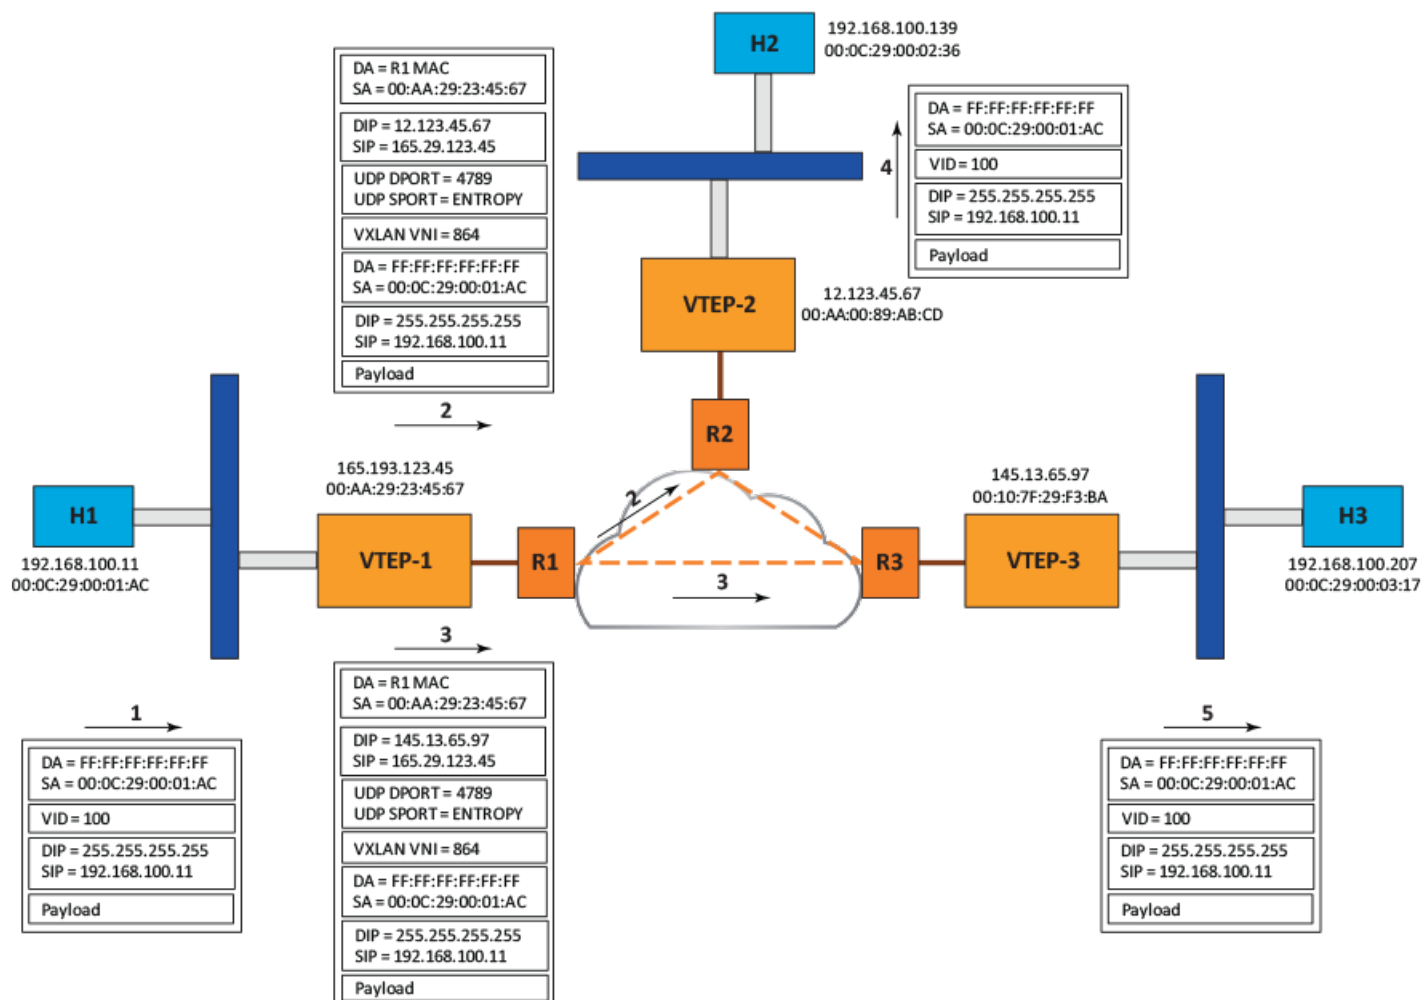 H2
192.168.100.139
00:0C:29:00:02:36
DA = R1 MAC
SA = 00:AA:29:23:45:67
DIP = 12.123.45.67
SIP = 165.29.123.45
UDP DPORT = 4789
UDP SPORT = ENTROPY
VXLAN VNI = 864
DA = FF:FF:FF:FF:FF:FF
SA = 00:0C:29:00:01:AC
DIP = 255.255.255.255
SIP = 192.168.100.11
Payload
2
4
DA = FF:FF:FF:FF:FF:FF
SA = 00:0C:29:00:01:AC
VID = 100
DIP = 255.255.255.255
SIP = 192.168.100.11
Payload
VTEP-2
12.123.45.67
00:AA:00:89:AB:CD
R2
165.193.123.45
00:AA:29:23:45:67
145.13.65.97
00:10:7F:29:F3:BA
2
H1
192.168.100.11
00:0C:29:00:01:AC
VTEP-1
R1
3
R3
VTEP-3
H3
192.168.100.207
00:0C:29:00:03:17
1
DA = FF:FF:FF:FF:FF:FF
SA = 00:0C:29:00:01:AC
VID = 100
DIP = 255.255.255.255
SIP = 192.168.100.11
Payload
3
DA = R1 MAC
SA = 00:AA:29:23:45:67
DIP = 145.13.65.97
SIP = 165.29.123.45
UDP DPORT = 4789
UDP SPORT = ENTROPY
VXLAN VNI = 864
DA = FF:FF:FF:FF:FF:FF
SA = 00:0C:29:00:01:AC
DIP = 255.255.255.255
SIP = 192.168.100.11
Payload
5
DA = FF:FF:FF:FF:FF:FF
SA = 00:0C:29:00:01:AC
VID = 100
DIP = 255.255.255.255
SIP = 192.168.100.11
Payload